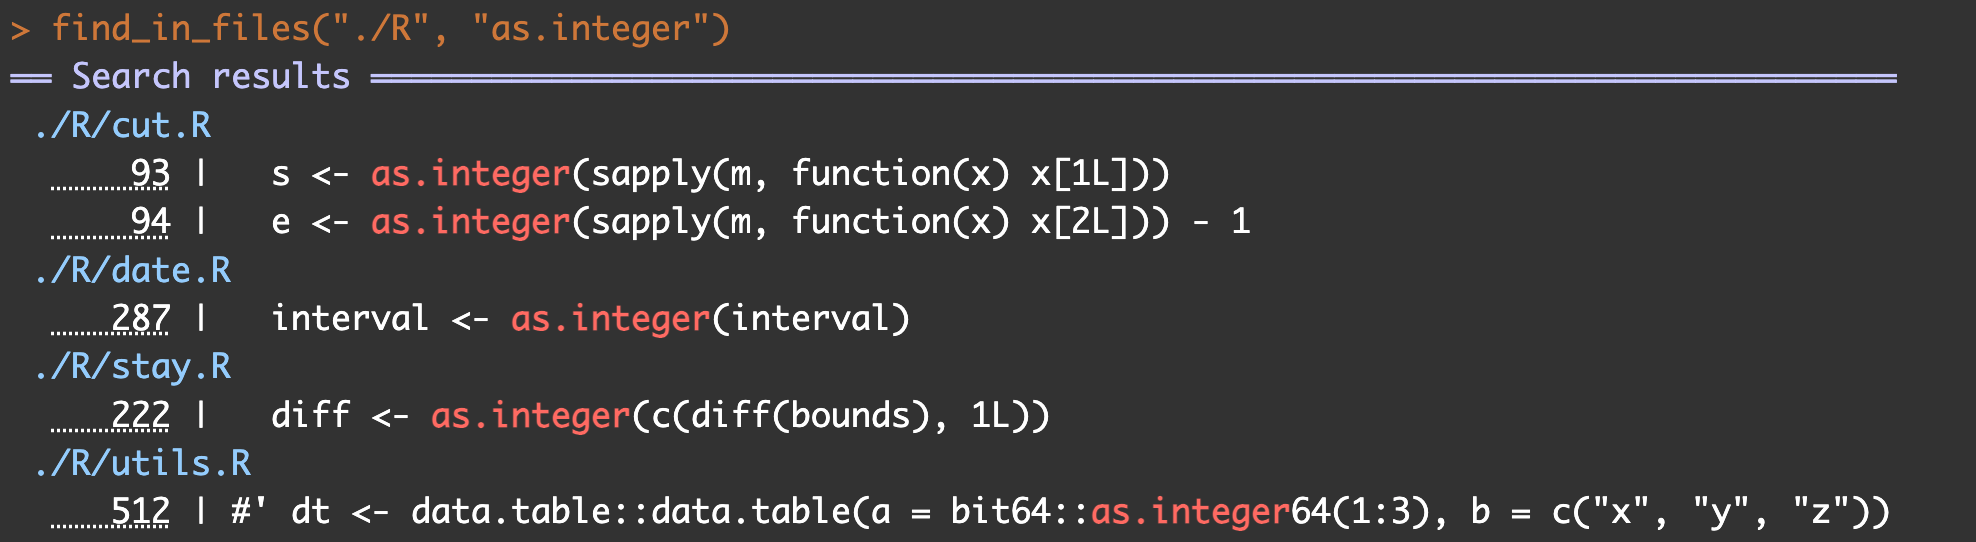 > find_in_files("./R", "as.integer")
══ Search results ══════════════════════════════════════════════════════════════
./R/cut.R
93 |   s <- as.integer(sapply(m, function(x) x[1L]))
94 |   e <- as.integer(sapply(m, function(x) x[2L])) - 1
./R/date.R
287 |   interval <- as.integer(interval)
./R/stay.R
222 |   diff <- as.integer(c(diff(bounds), 1L))
./R/utils.R
512 | #' dt <- data.table::data.table(a = bit64::as.integer64(1:3), b = c("x", "y", "z"))